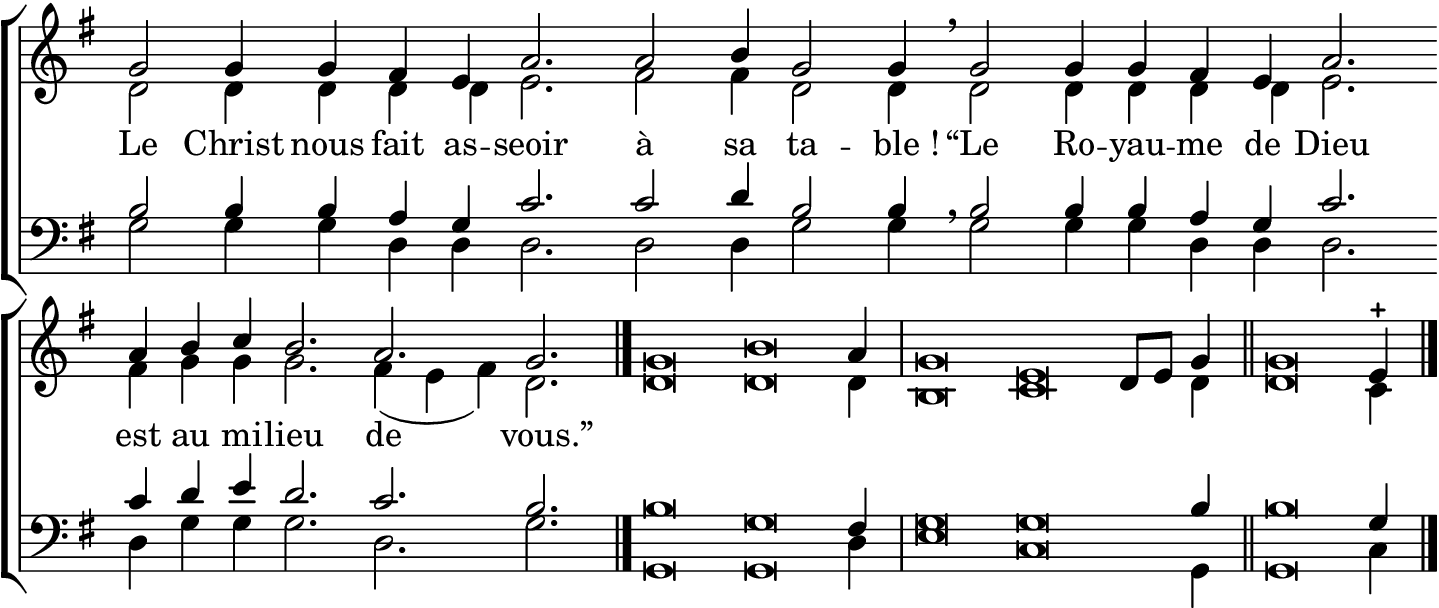 Le Christ nous fait as – seoir à sa ta – ble ! “Le Ro – yau – me de Dieu
est au milieu de vous.”